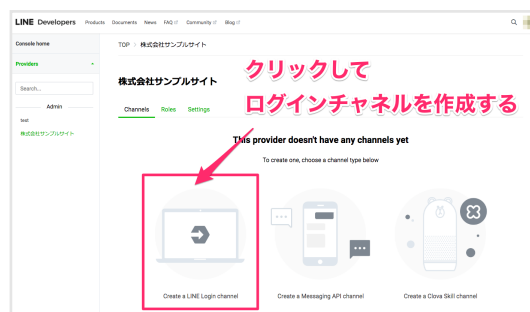 LINE Developers Products Documents News FAQ Community Blog
Console home
TOP 株式会社サンプルサイト
Providers
Search...
Admin
test
株式会社サンプルサイト
株式会社サンプルサイト
Channels Roles Settings
クリックして
ログインチャネルを作成する
This provider doesn't have any channels yet
To create one, choose a channel type below
Create a LINE Login channel
Create a Messaging API channel
Create a Clova Skill channel